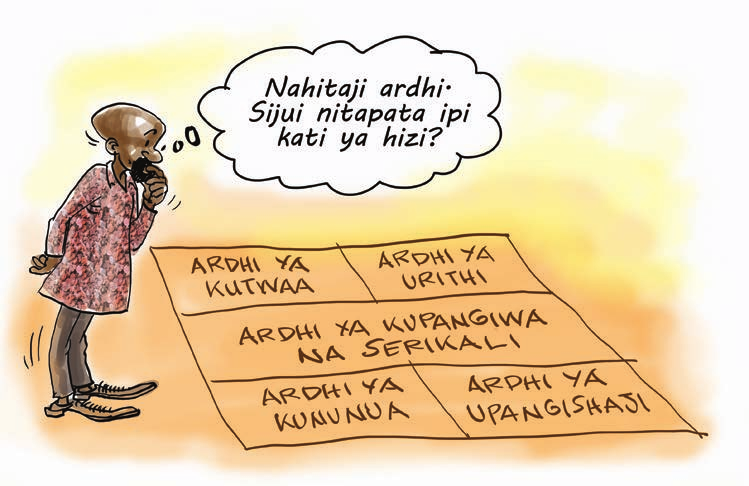 Nahitaji ardhi.
Sijui nitapata ipi
kati ya hizi?
ARDHI YA
KUTWAA
ARDHI YA
URITHI
ARDHI YA KUPANGIWA
NA SERIKALI
ARDHI YA
KUNUNUA
ARDHI YA
UPANGISHAJI